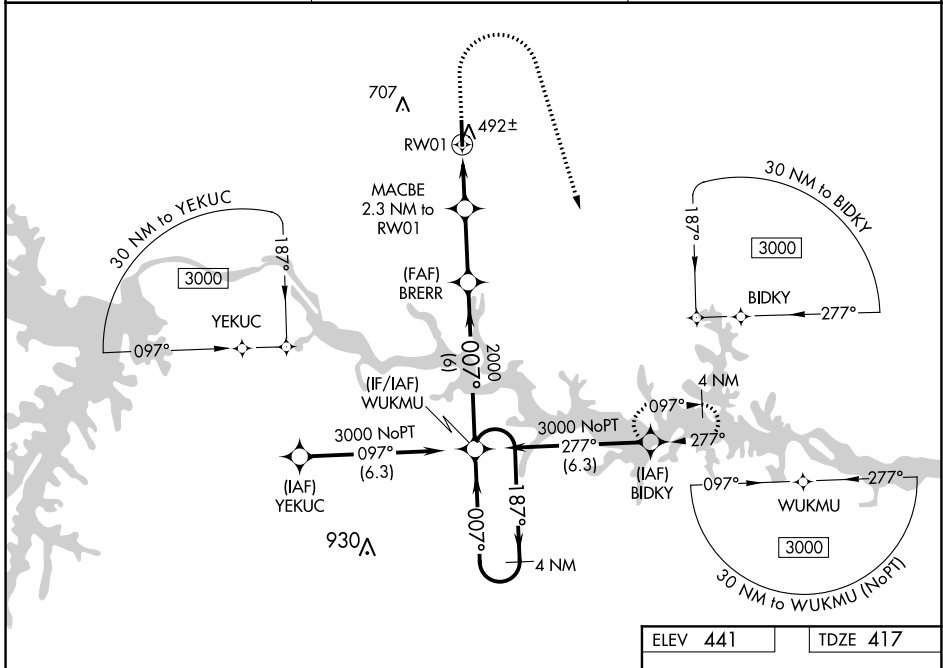 707
492±
RW01
MACBE
2.3 NM to
RW01
30 NM to YEKUC
187°
3000
YEKUC
097°
(FAF)
BRERR
30 NM to BIDKY
187°
3000
BIDKY
277°
2000
007°
(6)
(IF/IAF)
WUKMU
4 NM
097°
277°
3000 NoPT
097°
(6.3)
3000 NoPT
277°
(6.3)
(IAF)
YEKUC
(IAF)
BIDKY
007°
187°
4 NM
930
097°
277°
WUKMU
3000
30 NM to WUKMU (NoPT)
ELEV 441
TDZE 417